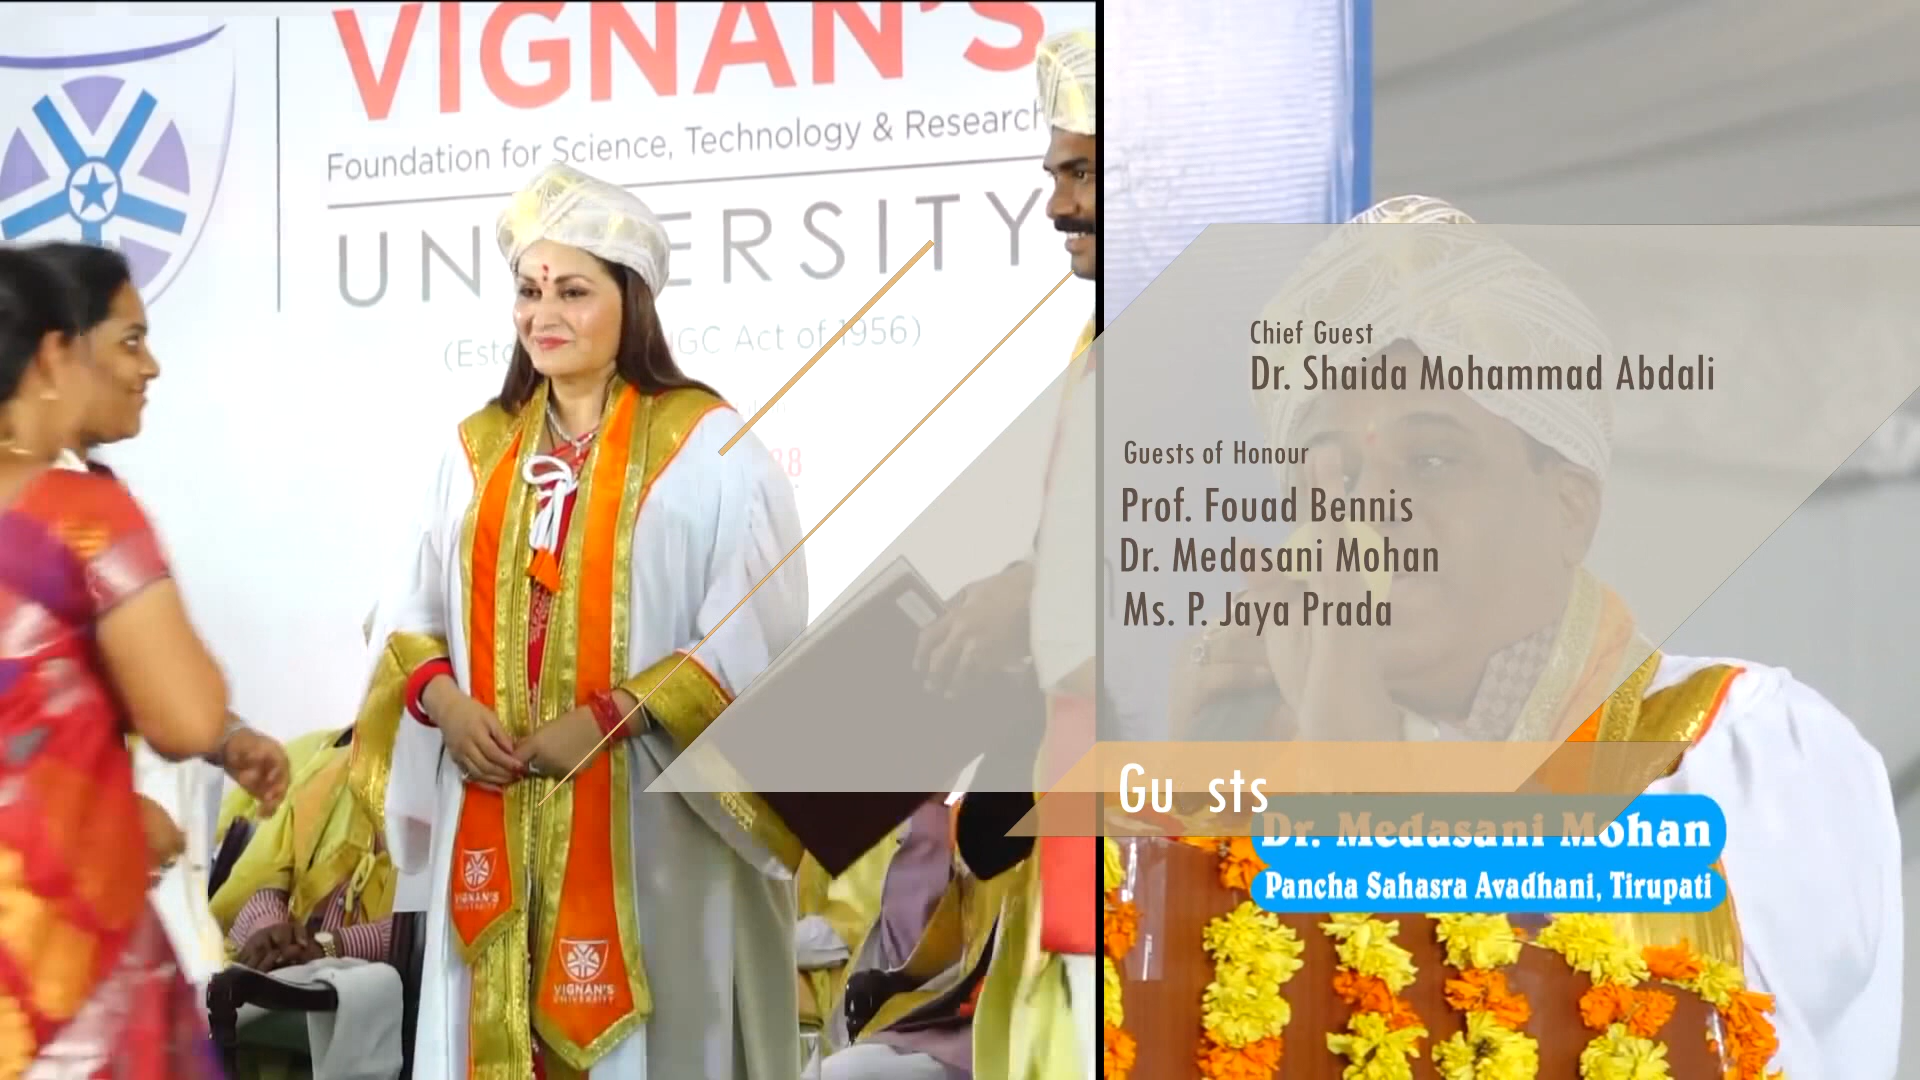 VIGNAN'S
Foundation for Science, Technology & Research
UN ERSITY
(Est GC Act of 1956)
Chief Guest
Dr. Shaida Mohammad Abdali
Guests of Honour
Prof. Fouad Bennis
Dr. Medasani Mohan
Ms. P. Jaya Prada
Gu sts
Dr. Medasani Mohan
Pancha Sahasra Avadhani, Tirupati
VIGNAN'S
UNIVERSITY
VIGNAN'S
UNIVERSITY